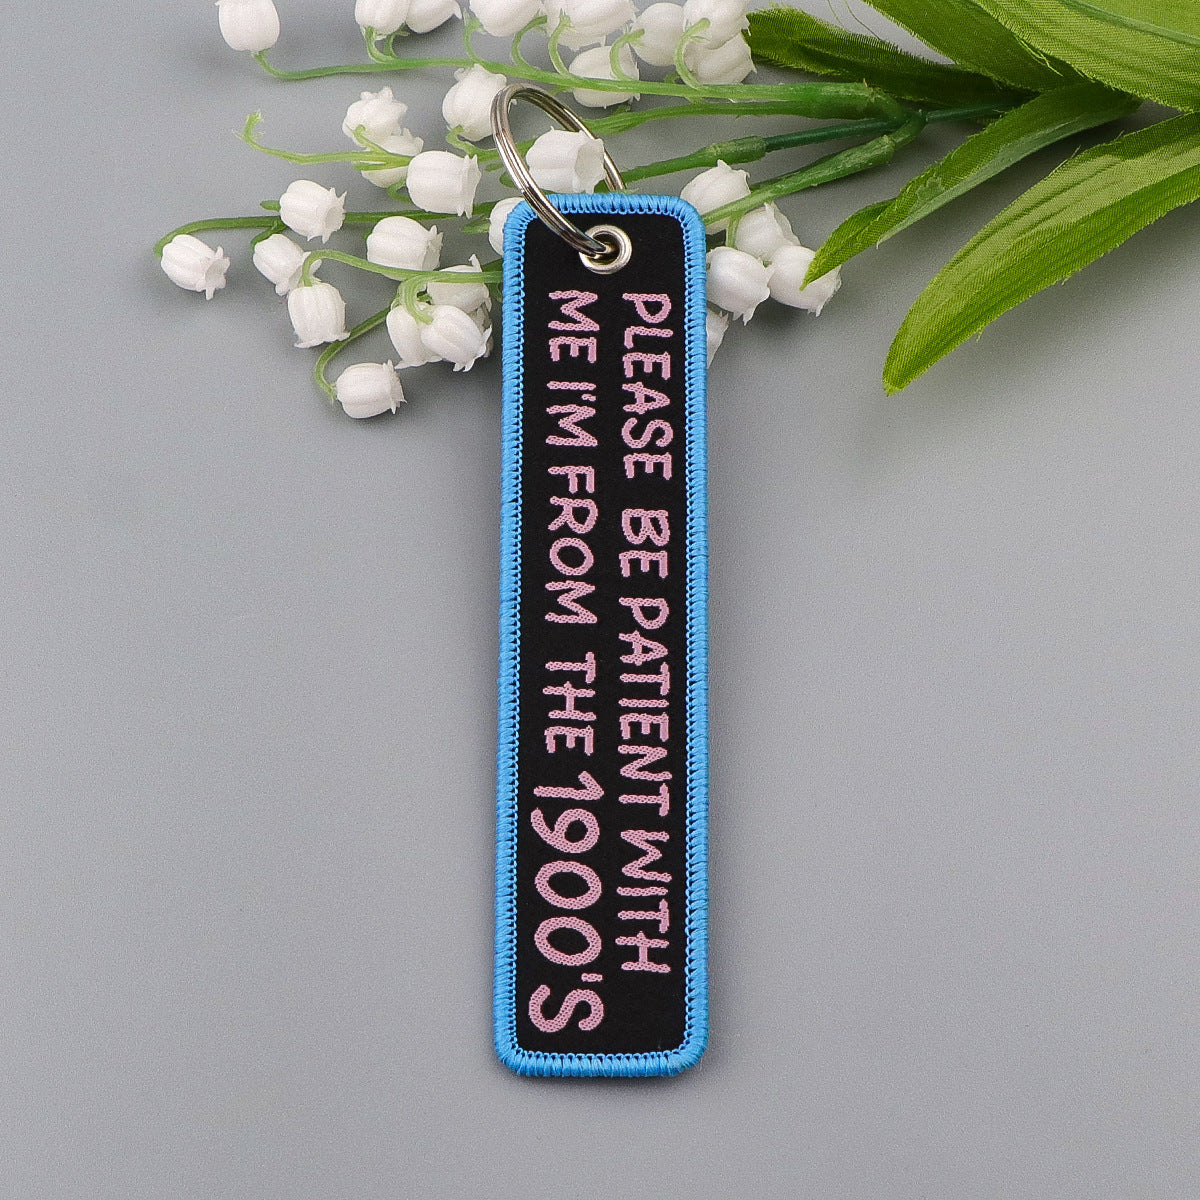 PLEASE BE PATIENT WITH
ME I'M FROM THE 1900'S